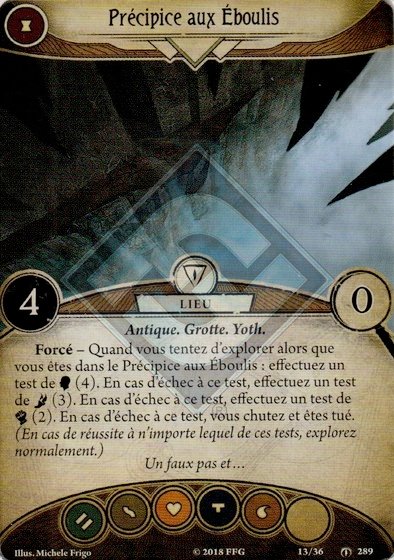 Précipice aux Éboulis
4
LIEU
0
Antique. Grotte. Yoth.
Forcé – Quand vous tentez d'explorer alors que
vous êtes dans le Précipice aux Éboulis : effectuez un
test de (4). En cas d'échec à ce test, effectuez un test
de (3). En cas d'échec à ce test, effectuez un test de
(2). En cas d'échec à ce test, vous chutez et êtes tué.
(En cas de réussite à n'importe lequel de ces tests, explorez
normalement.)
Un faux pas et…
Illus. Michele Frigo
© 2018 FFG
13/36
289